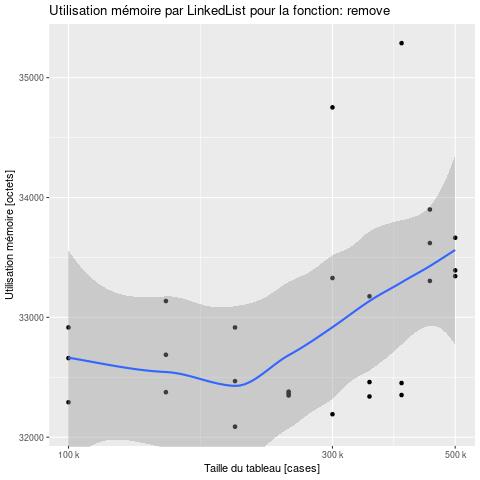 Utilisation mémoire par LinkedList pour la fonction: remove
Utilisation mémoire [octets]
35000
34000
33000
32000
100 k
300 k
500 k
Taille du tableau [cases]